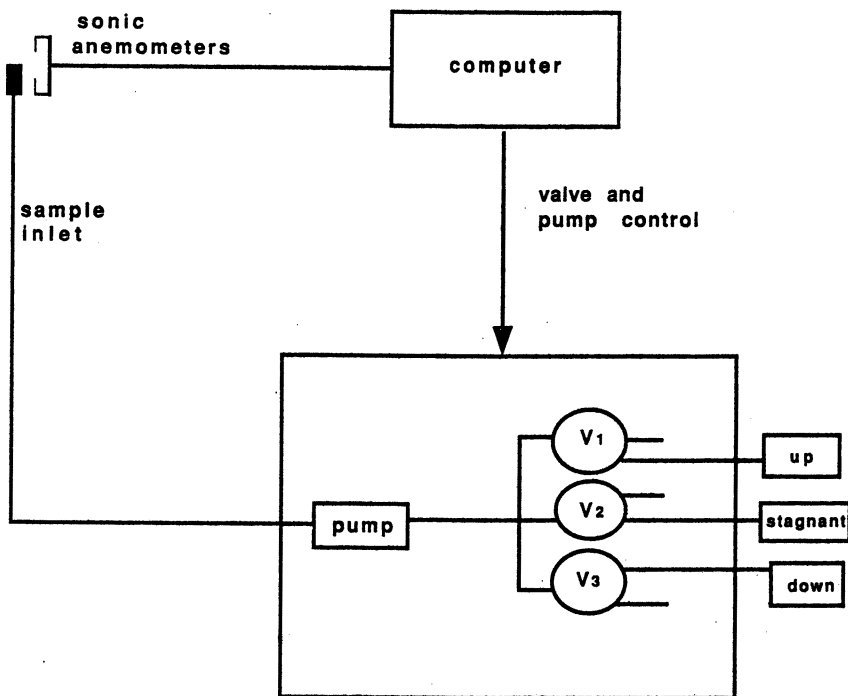 sonic
anemometers
computer
sample
inlet
valve and
pump control
V1
up
pump
V2
stagnant
V3
down